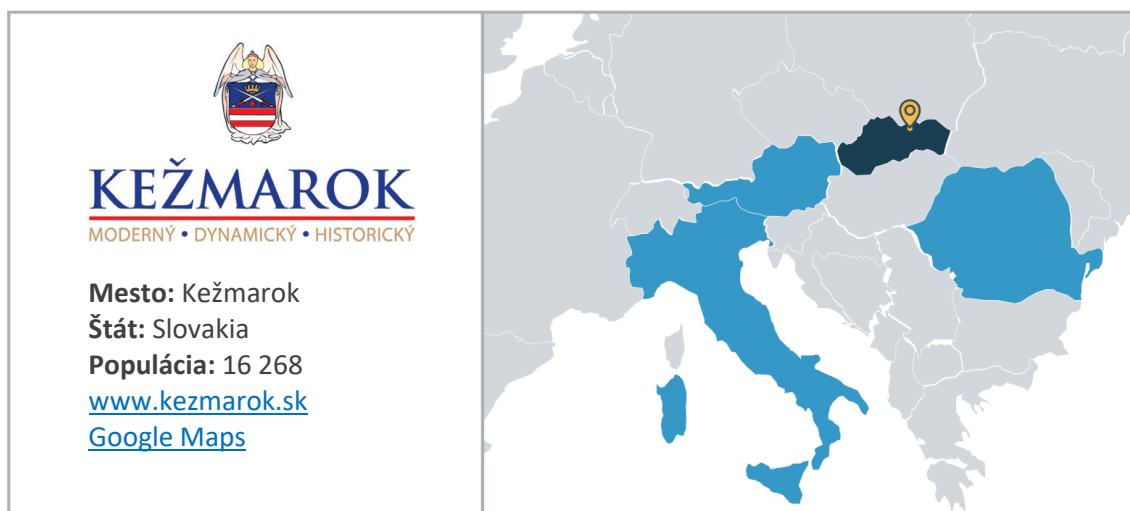 KEŽMAROK
MODERNÝ • DYNAMICKÝ • HISTORICKÝ
Mesto: Kežmarok
Štát: Slovakia
Populácia: 16 268
www.kezmarok.sk
Google Maps